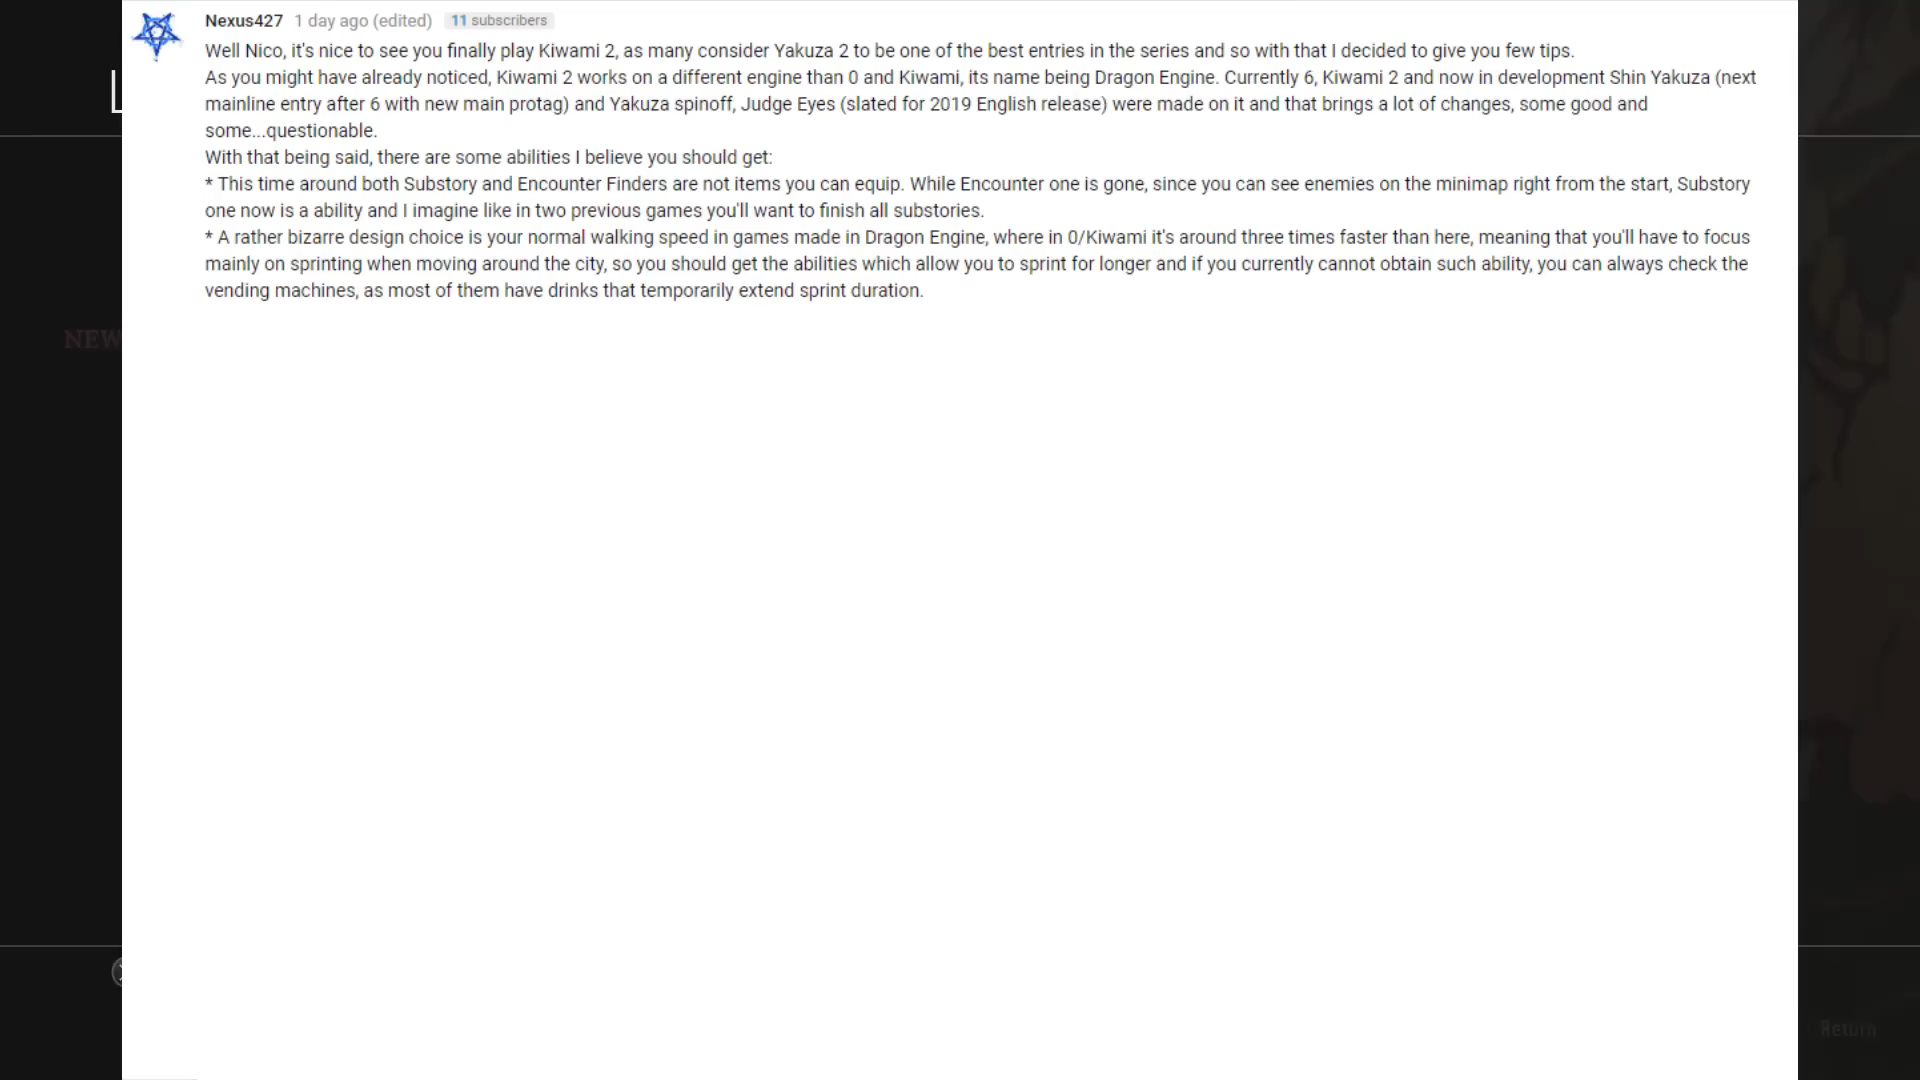 Nexus427 1 day ago (edited) 11 subscribers
Well Nico, it's nice to see you finally play Kiwami 2, as many consider Yakuza 2 to be one of the best entries in the series and so with that I decided to give you few tips.
As you might have already noticed, Kiwami 2 works on a different engine than 0 and Kiwami, its name being Dragon Engine. Currently 6, Kiwami 2 and now in development Shin Yakuza (next
mainline entry after 6 with new main protag) and Yakuza spinoff, Judge Eyes (slated for 2019 English release) were made on it and that brings a lot of changes, some good and
some...questionable.
With that being said, there are some abilities I believe you should get:
* This time around both Substory and Encounter Finders are not items you can equip. While Encounter one is gone, since you can see enemies on the minimap right from the start, Substory
one now is a ability and I imagine like in two previous games you'll want to finish all substories.
* A rather bizarre design choice is your normal walking speed in games made in Dragon Engine, where in 0/Kiwami it's around three times faster than here, meaning that you'll have to focus
mainly on sprinting when moving around the city, so you should get the abilities which allow you to sprint for longer and if you currently cannot obtain such ability, you can always check the
vending machines, as most of them have drinks that temporarily extend sprint duration.
NEW
Return